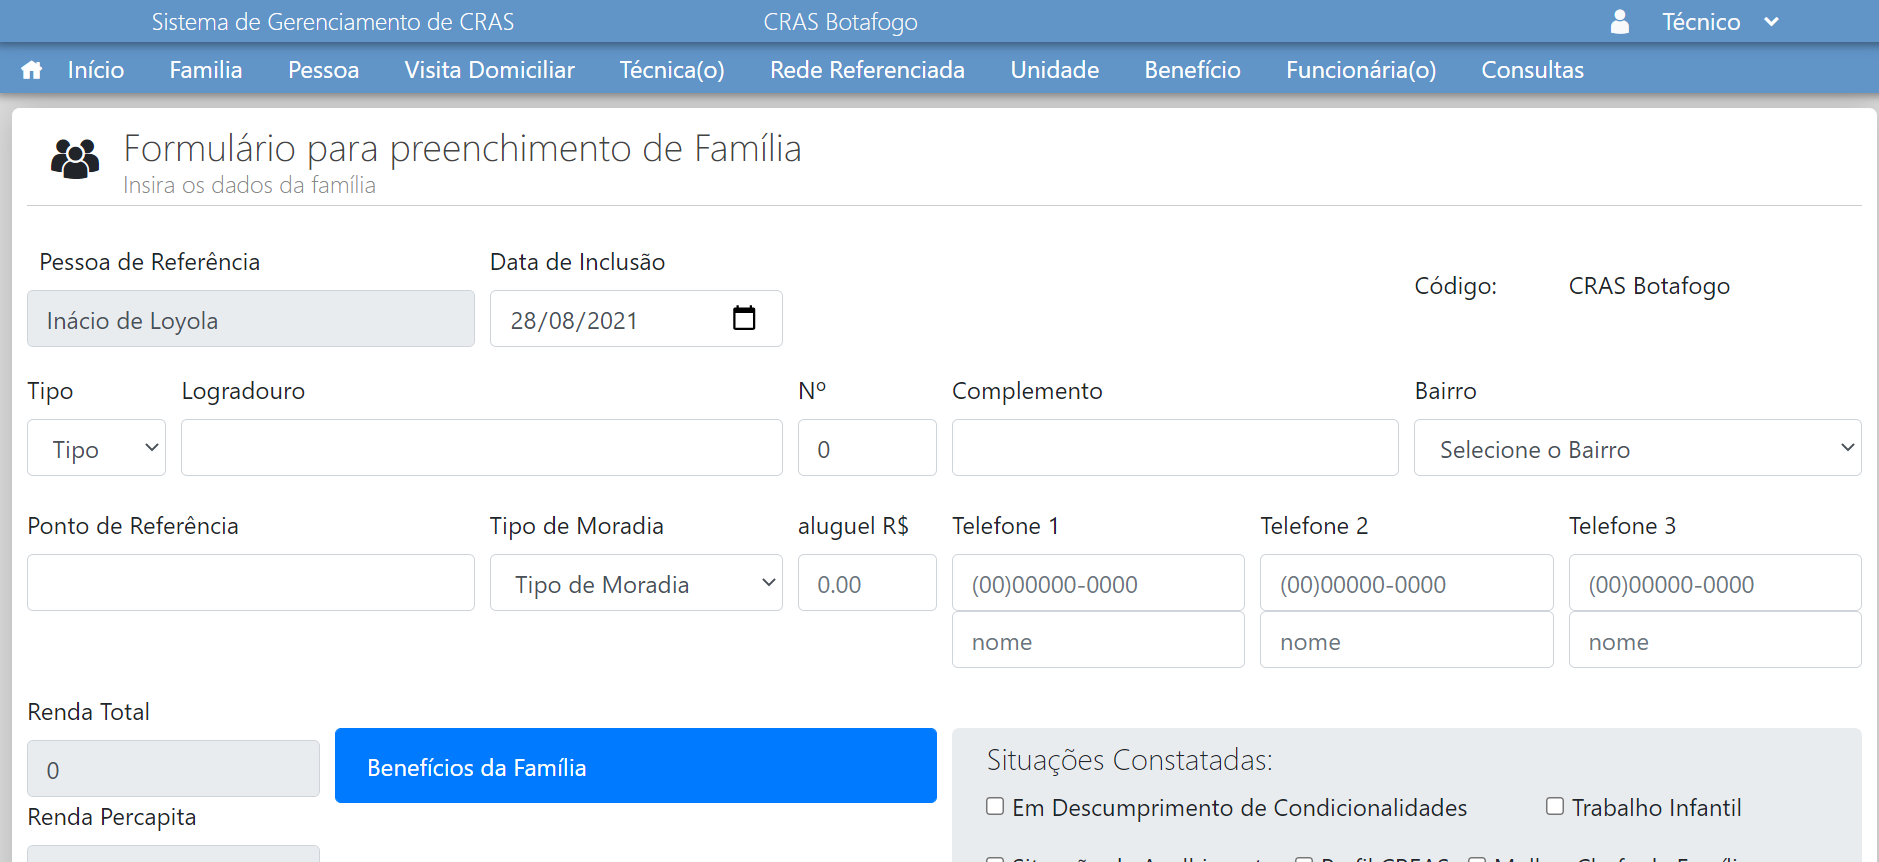 Sistema de Gerenciamento de CRAS CRAS Botafogo Técnico
Início Familia Pessoa Visita Domiciliar Técnica(o) Rede Referenciada Unidade Benefício Funcionária(o) Consultas
Formulário para preenchimento de Família
Insira os dados da família
Pessoa de Referência Data de Inclusão
Código: CRAS Botafogo
Inácio de Loyola 28/08/2021
Tipo Logradouro Nº Complemento Bairro
Tipo 0 Selecione o Bairro
Ponto de Referência Tipo de Moradia aluguel R$ Telefone 1 Telefone 2 Telefone 3
Tipo de Moradia 0.00 (00)00000-0000 (00)00000-0000 (00)00000-0000
nome nome nome
Renda Total
0 Benefícios da Família Situações Constatadas:
Em Descumprimento de Condicionalidades Trabalho Infantil
Renda Percapita